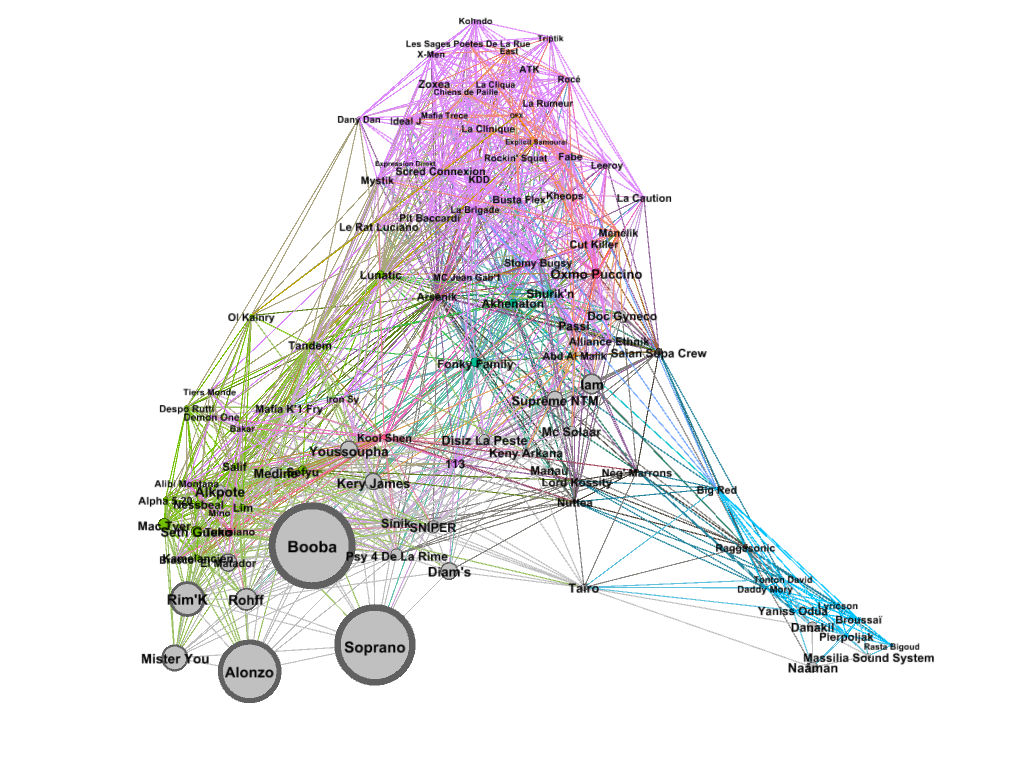 Kohndo
Triptik
Les Sages Poetes De La Rue
East
X-Men
ATK
Rocé
Zoxea
La Cliqua
Chiens de Paille
La Rumeur
Dany Dan
Ideal J
Mafia Trece
La Clinique
Explicit Samourai
Rockin' Squat
Fabe
Expression Direkt
Scred Connexion
Leeroy
Mystik
KDD
La Caution
Busta Flex
Kheops
La Brigade
Pit Baccardi
Le Rat Luciano
Ménélik
Cut Killer
Stomy Bugsy
Lunatic
MC Jean Gab'1
Oxmo Puccino
Arsenik
Shurik'n
Akhenaton
Ol Kainry
Doc Gyneco
Passi
Tandem
Alliance Ethnik
Saian Supa Crew
Abd Al Malik
Fonky Family
Iam
Tiers Monde
Iron Sy
Supreme NTM
Despo Rutti
Demon One
Mafia K'1 Fry
Bakar
Mc Solaar
Kool Shen
Disiz La Peste
Youssoupha
Keny Arkana
Salif
113
Medine
Sefyu
Manau
Neg' Marrons
Alibi Montana
Kery James
Lord Kossity
Alkpote
Big Red
Alpha 5.20
Nessbeal
Lim
Nuttea
Mino
Mac Tyer
Seth Gueko
Sinik
SNIPER
Booba
Raggasonic
Kamelancien
El Matador
Psy 4 De La Rime
Diam's
Tonton David
Daddy Mory
Tairo
Rim'K
Rohff
Lyricson
Yaniss Odua
Broussaï
Danakil
Pierpoljak
Soprano
Rasta Bigoud
Mister You
Massilia Sound System
Naâman
Alonzo